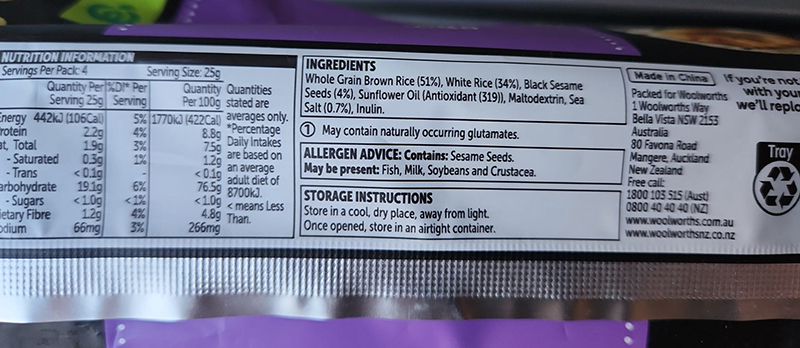 NUTRITION INFORMATION
Servings Per Pack: 4 Serving Size: 25g
Quantity Per Serving 25g %DI* Per Serving Quantity Per 100g
Energy 442kJ (106Cal) 5% 1770kJ (422Cal)
Protein 2.2g 4% 8.8g
Fat, Total 1.9g 3% 7.5g
- Saturated 0.3g 1% 1.2g
- Trans <0.1g <0.1g
Carbohydrate 19.1g 6% 76.5g
- Sugars <1.0g <1% <1.0g
Dietary Fibre 1.2g 4% 4.8g
Sodium 66mg 3% 266mg
Quantities
stated are
averages only.
*Percentage
Daily Intakes
are based on
an average
adult diet of
8700kJ.
< means Less
Than.
INGREDIENTS
Whole Grain Brown Rice (51%), White Rice (34%), Black Sesame
Seeds (4%), Sunflower Oil (Antioxidant (319)), Maltodextrin, Sea
Salt (0.7%), Inulin.
i May contain naturally occurring glutamates.
ALLERGEN ADVICE: Contains: Sesame Seeds.
May be present: Fish, Milk, Soybeans and Crustacea.
STORAGE INSTRUCTIONS
Store in a cool, dry place, away from light.
Once opened, store in an airtight container.
Made in China
Packed for Woolworths
1 Woolworths Way
Bella Vista NSW 2153
Australia
80 Favona Road
Mangere, Auckland
New Zealand
Free call:
1800 103 515 (Aust)
0800 40 40 40 (NZ)
www.woolworths.com.au
www.woolworthsnz.co.nz
If you're not
with your
we'll repla
Tray